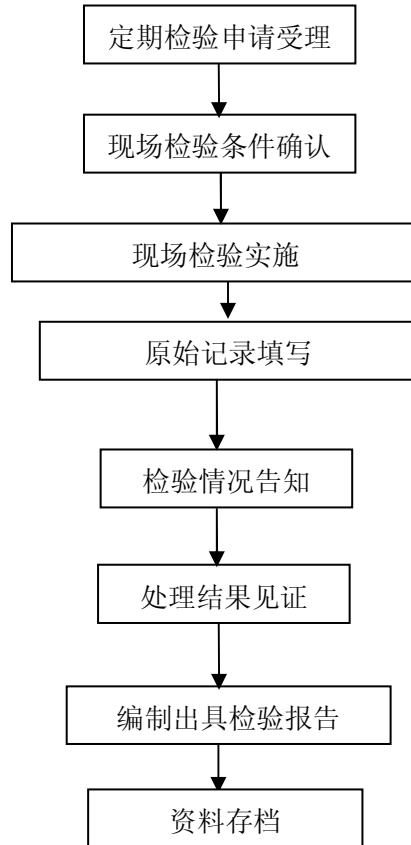 定期检验申请受理
现场检验条件确认
现场检验实施
原始记录填写
检验情况告知
处理结果见证
编制出具检验报告
资料存档